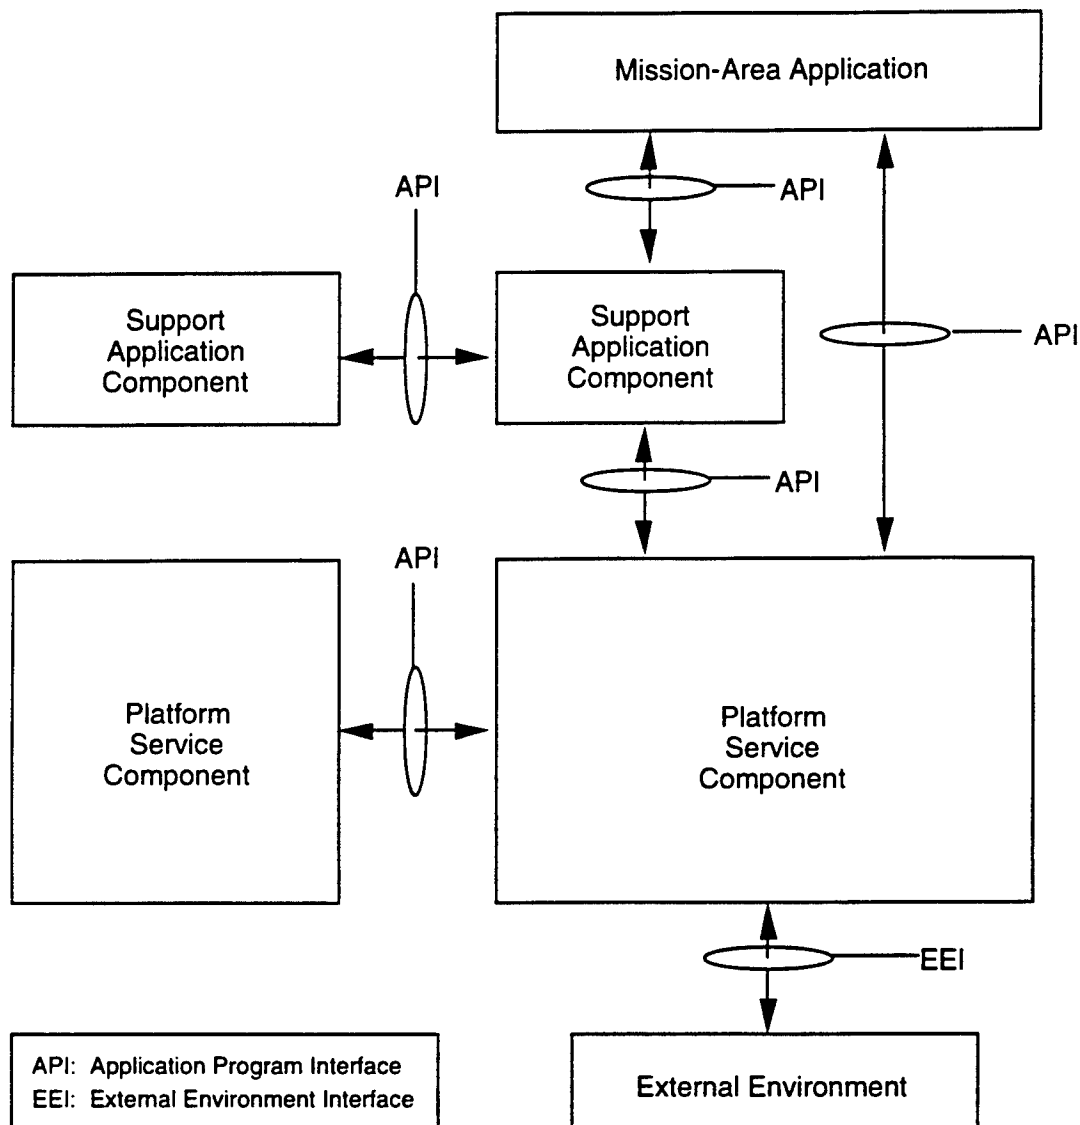 Mission-Area Application
API
API
Support
Application
Component
Support
Application
Component
API
API
API
Platform
Service
Component
Platform
Service
Component
EEI
API: Application Program Interface
EEI: External Environment Interface
External Environment